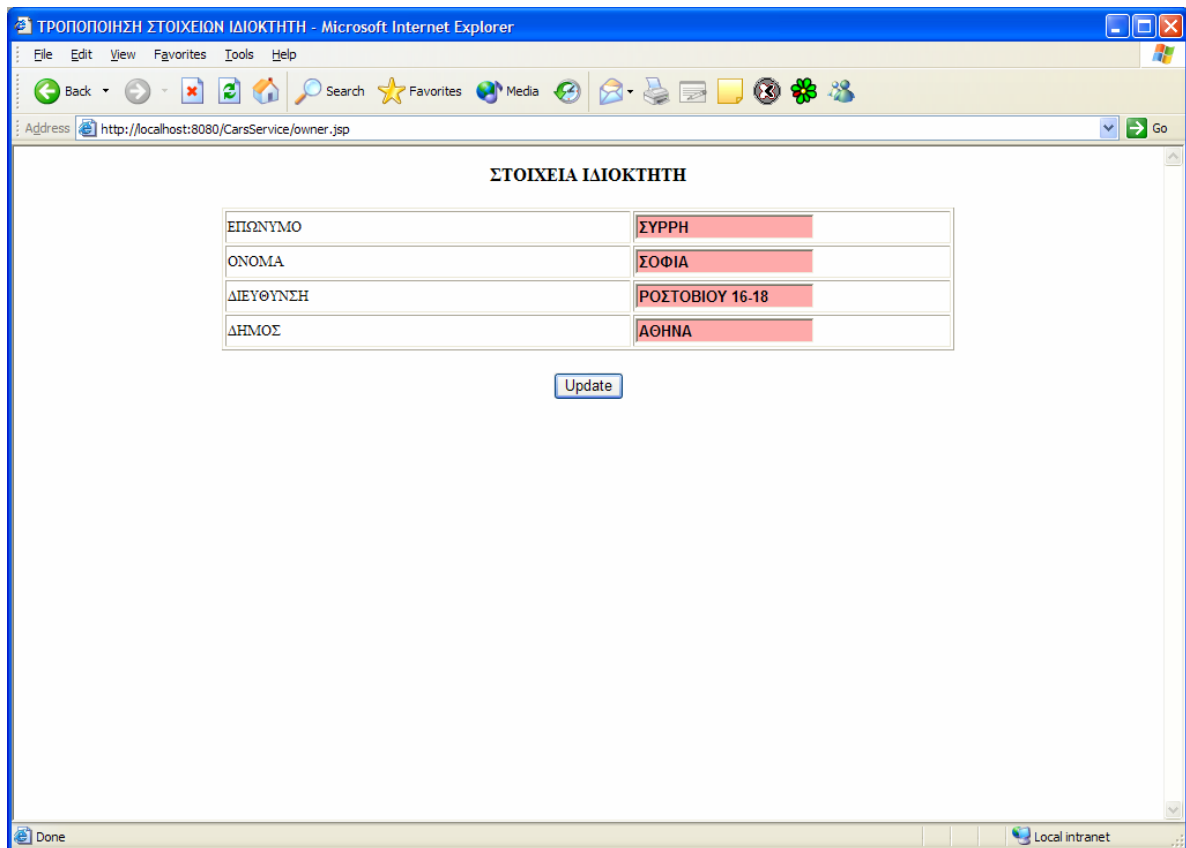 ΤΡΟΠΟΠΟΙΗΣΗ ΣΤΟΙΧΕΙΩΝ ΙΔΙΟΚΤΗΤΗ - Microsoft Internet Explorer
File Edit View Favorites Tools Help
Back Search Favorites Media
Address http://localhost:8080/CarsService/owner.jsp Go
ΣΤΟΙΧΕΙΑ ΙΔΙΟΚΤΗΤΗ
ΕΠΩΝΥΜΟ ΣΥΡΡΗ
ΟΝΟΜΑ ΣΟΦΙΑ
ΔΙΕΥΘΥΝΣΗ ΡΟΣΤΟΒΙΟΥ 16-18
ΔΗΜΟΣ ΑΘΗΝΑ
Update
Done Local intranet